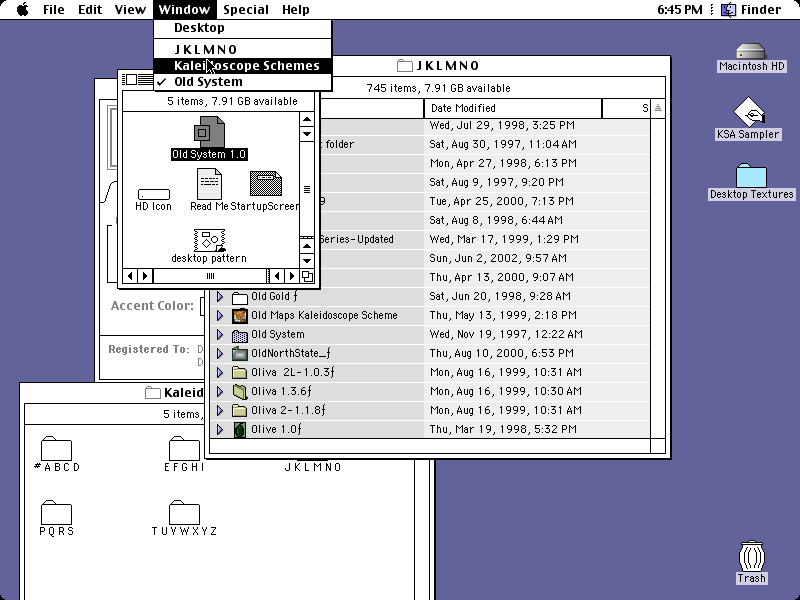 File Edit View Window Special Help 6:45 PM Finder
Desktop
JKLMNO
Kaleidoscope Schemes
✓ Old System
5 items, 7.91 GB available
Old System 1.0
HD Icon
Read Me
StartupScreen
desktop pattern
JKLMNO
745 items, 7.91 GB available
Date Modified S
Wed, Jul 29, 1998, 3:25 PM
folder Sat, Aug 30, 1997, 11:04 AM
Mon, Apr 27, 1998, 6:13 PM
Sat, Aug 9, 1997, 9:20 PM
9 Tue, Apr 25, 2000, 7:13 PM
Sat, Aug 8, 1998, 6:44 AM
Series-Updated Wed, Mar 17, 1999, 1:29 PM
Sun, Jun 2, 2002, 9:57 AM
Thu, Apr 13, 2000, 9:07 AM
Old Gold ƒ Sat, Jun 20, 1998, 9:28 AM
Old Maps Kaleidoscope Scheme Thu, May 13, 1999, 2:18 PM
Old System Wed, Nov 19, 1997, 12:22 AM
OldNorthState_ƒ Thu, Aug 10, 2000, 6:53 PM
Oliva 2L-1.0.3ƒ Mon, Aug 16, 1999, 10:31 AM
Oliva 1.3.6ƒ Mon, Aug 16, 1999, 10:30 AM
Oliva 2-1.1.8ƒ Mon, Aug 16, 1999, 10:31 AM
Olive 1.0ƒ Thu, Mar 19, 1998, 5:32 PM
Accent Color:
Registered To: D
D
Kaleid
5 items,
#ABCD
EFGHI
JKLMNO
PQRS
TUVWXYZ
Macintosh HD
KSA Sampler
Desktop Textures
Trash